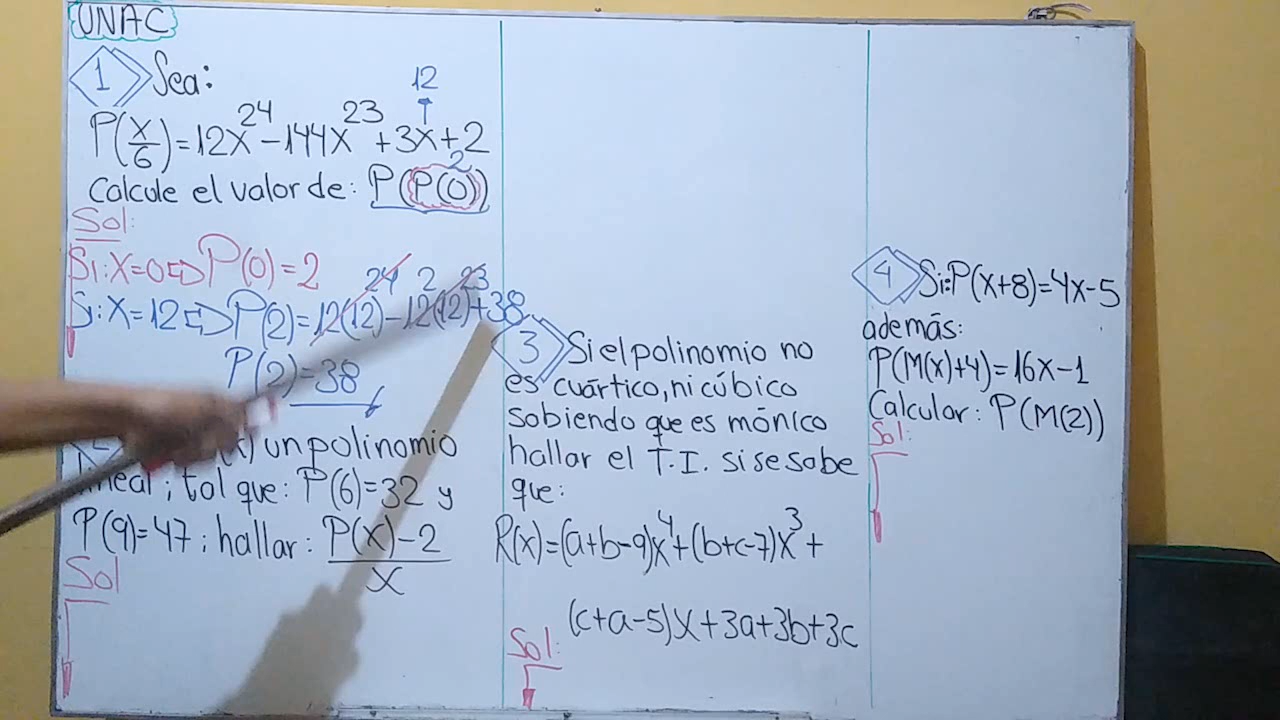 UNAC
1 Sea:
12
P(x/6)=12x^24-144x^23+3x+2
2
Calcule el valor de: P(P(0))
Sol:
Si: X=0⇨P(0)=2
Si: X=12⇨P(2)=12(12)^24-12^2(12)^23+38
P(2)=38
(x) un polinomio
lineal; tal que: P(6)=32 y
P(9)=47; hallar: P(x)-2/x
Sol
3 Si el polinomio no
es cuártico, ni cúbico
sabiendo que es mónico
hallar el T.I. si se sabe
que:
R(x)=(a+b-9)x^4+(b+c-7)x^3+
(c+a-5)x+3a+3b+3c
Sol:
4 Si: P(x+8)=4x-5
además:
P(M(x)+4)=16x-1
Calcular: P(M(2))
Sol: